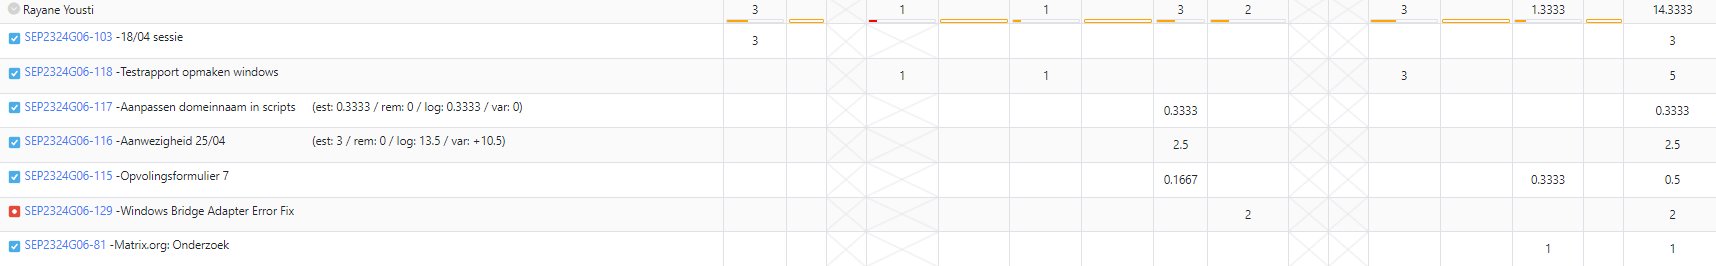 Rayane Yousti 3 1 1 3 2 3 1.3333 14.3333
SEP2324G06-103 -18/04 sessie 3 3
SEP2324G06-118 -Testrapport opmaken windows 1 1 3 5
SEP2324G06-117 -Aanpassen domeinnaam in scripts (est: 0.3333 / rem: 0 / log: 0.3333 / var: 0) 0.3333 0.3333
SEP2324G06-116 -Aanwezigheid 25/04 (est: 3 / rem: 0 / log: 13.5 / var: +10.5) 2.5 2.5
SEP2324G06-115 -Opvolingsformulier 7 0.1667 0.3333 0.5
SEP2324G06-129 -Windows Bridge Adapter Error Fix 2 2
SEP2324G06-81 -Matrix.org: Onderzoek 1 1